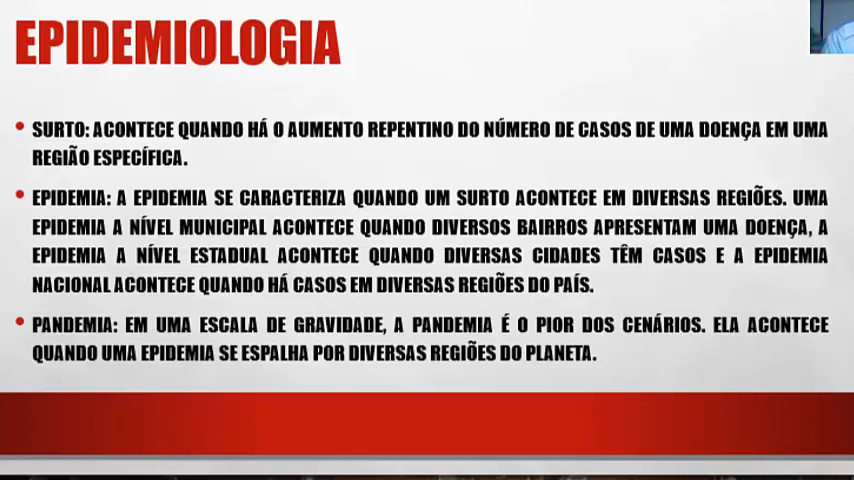 EPIDEMIOLOGIA
• SURTO: ACONTECE QUANDO HÁ O AUMENTO REPENTINO DO NÚMERO DE CASOS DE UMA DOENÇA EM UMA
REGIÃO ESPECÍFICA.
• EPIDEMIA: A EPIDEMIA SE CARACTERIZA QUANDO UM SURTO ACONTECE EM DIVERSAS REGIÕES. UMA
EPIDEMIA A NÍVEL MUNICIPAL ACONTECE QUANDO DIVERSOS BAIRROS APRESENTAM UMA DOENÇA, A
EPIDEMIA A NÍVEL ESTADUAL ACONTECE QUANDO DIVERSAS CIDADES TÊM CASOS E A EPIDEMIA
NACIONAL ACONTECE QUANDO HÁ CASOS EM DIVERSAS REGIÕES DO PAÍS.
• PANDEMIA: EM UMA ESCALA DE GRAVIDADE, A PANDEMIA É O PIOR DOS CENÁRIOS. ELA ACONTECE
QUANDO UMA EPIDEMIA SE ESPALHA POR DIVERSAS REGIÕES DO PLANETA.